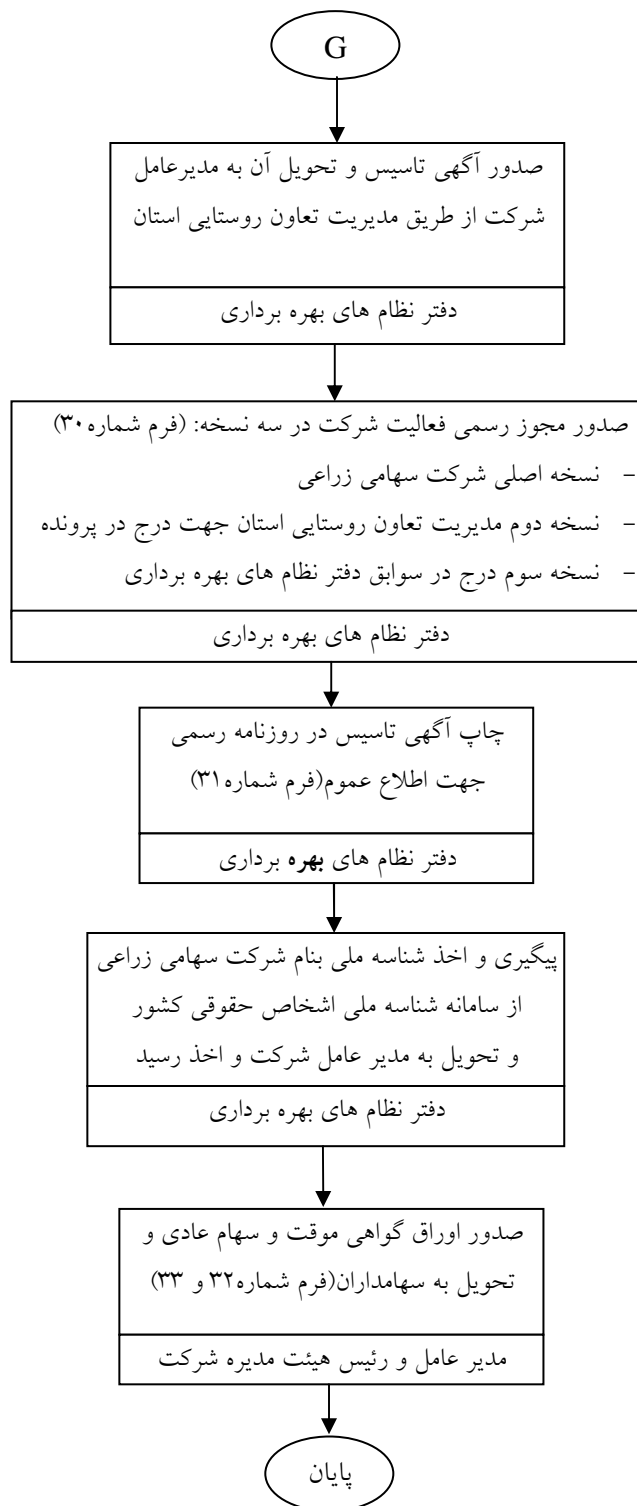 G
صدور آگهی تاسیس و تحویل آن به مدیرعامل
شرکت از طریق مدیریت تعاون روستایی استان
دفتر نظام های بهره برداری
صدور مجوز رسمی فعالیت شرکت در سه نسخه: (فرم شماره۳۰)
- نسخه اصلی شرکت سهامی زراعی
- نسخه دوم مدیریت تعاون روستایی استان جهت درج در پرونده
- نسخه سوم درج در سوابق دفتر نظام های بهره برداری
دفتر نظام های بهره برداری
چاپ آگهی تاسیس در روزنامه رسمی
جهت اطلاع عموم(فرم شماره۳۱)
دفتر نظام های بهره برداری
پیگیری و اخذ شناسه ملی بنام شرکت سهامی زراعی
از سامانه شناسه ملی اشخاص حقوقی کشور
و تحویل به مدیر عامل شرکت و اخذ رسید
دفتر نظام های بهره برداری
صدور اوراق گواهی موقت و سهام عادی و
تحویل به سهامداران(فرم شماره۳۲ و ۳۳)
مدیر عامل و رئیس هیئت مدیره شرکت
پایان